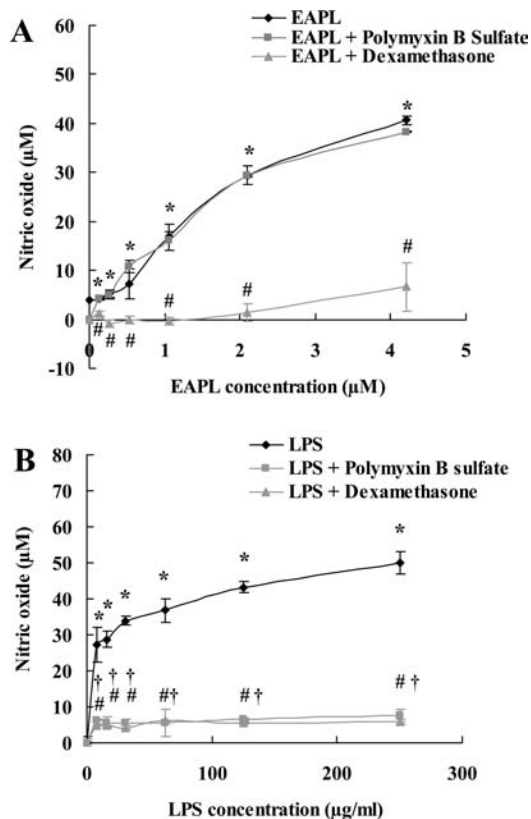 A
EAPL
EAPL + Polymyxin B Sulfate
EAPL + Dexamethasone
Nitric oxide (µM)
60
50
40
30
20
10
0
-10
* * * * * *
# # # # # #
0 1 2 3 4 5
EAPL concentration (µM)
B
LPS
LPS + Polymyxin B sulfate
LPS + Dexamethasone
Nitric oxide (µM)
80
70
60
50
40
30
20
10
0
* * * * * *
† † † #† # † # †
# # #
0 100 200 300
LPS concentration (µg/ml)